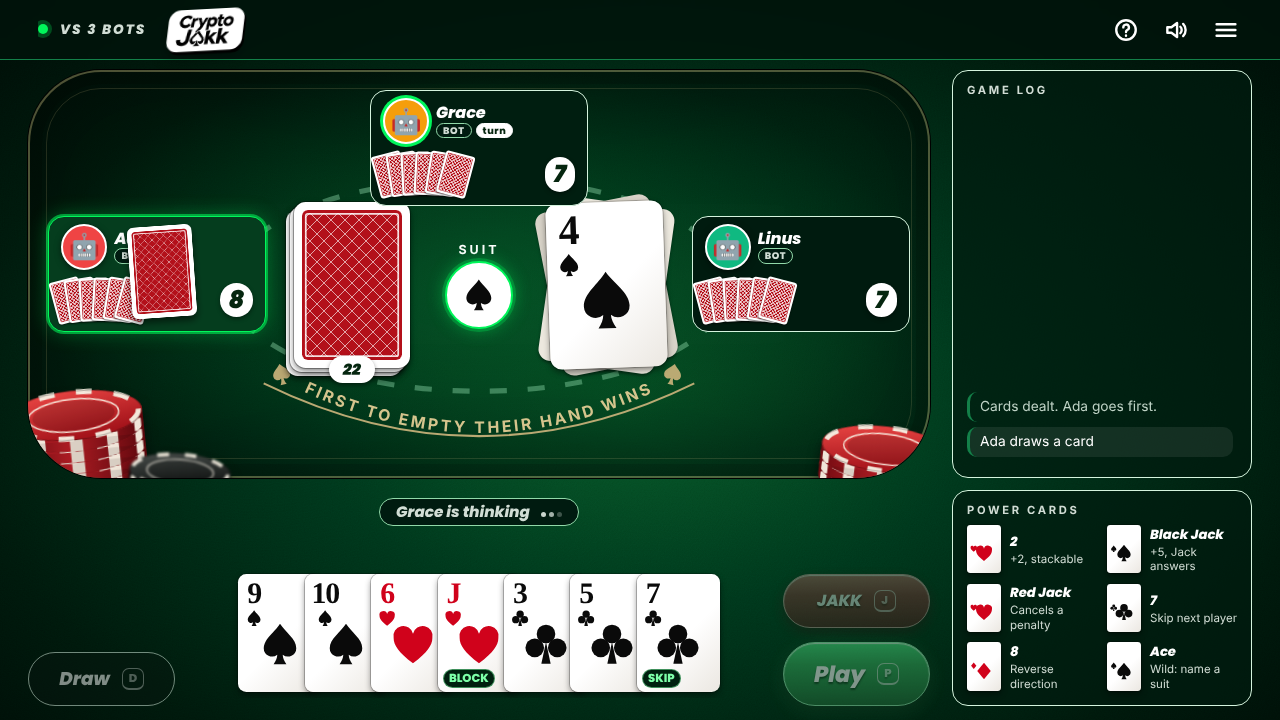 VS 3 BOTS
Crypto
Jakk
Grace
BOT
turn
7
8
Linus
BOT
7
SUIT
4
22
FIRST TO EMPTY THEIR HAND WINS
Grace is thinking
9
10
6
J
3
5
7
BLOCK
SKIP
Draw
D
JAKK
J
Play
P
GAME LOG
Cards dealt. Ada goes first.
Ada draws a card
POWER CARDS
2
+2, stackable
Black Jack
+5, Jack
answers
Red Jack
Cancels a
penalty
7
Skip next player
8
Reverse
direction
Ace
Wild: name a
suit